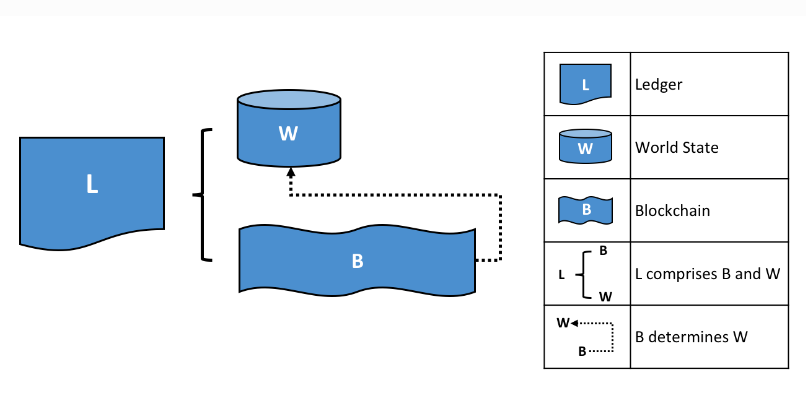 L
W
B
L
Ledger
W
World State
B
Blockchain
B
L
W
L comprises B and W
W
B
B determines W